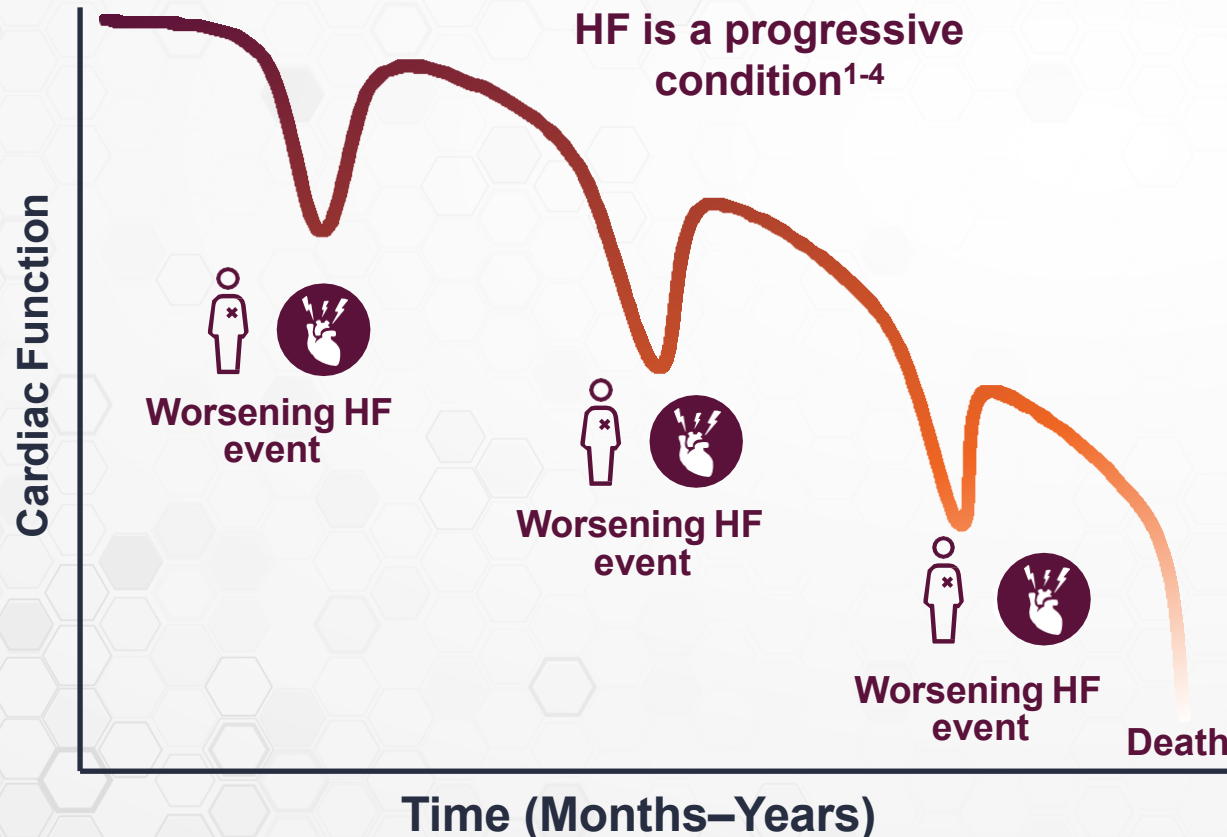 HF is a progressive
condition¹⁻⁴
Cardiac Function
Worsening HF
event
Worsening HF
event
Worsening HF
event
Death
Time (Months–Years)